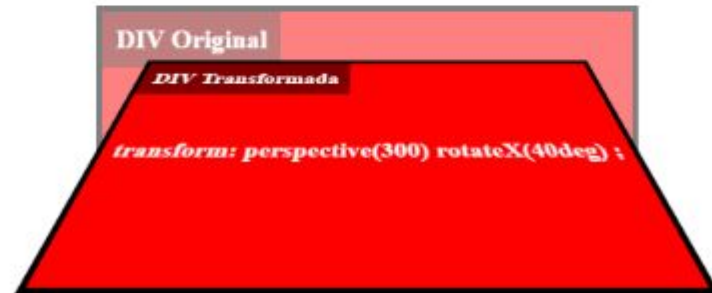 DIV Original
DIV Transformada
transform: perspective(300) rotateX(40deg) ;